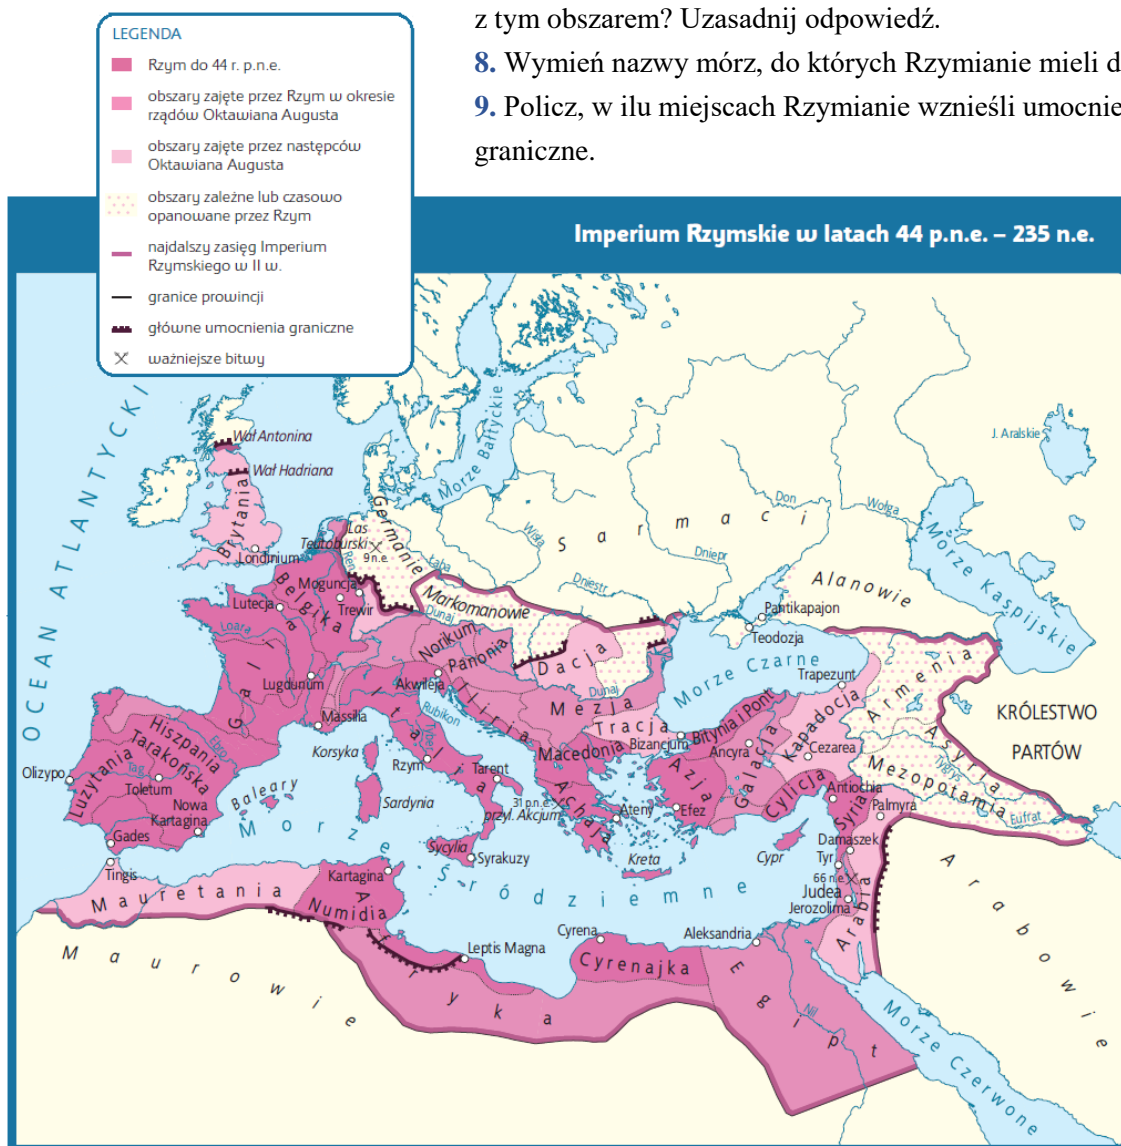 z tym obszarem? Uzasadnij odpowiedź.
8. Wymień nazwy mórz, do których Rzymianie mieli d
9. Policz, w ilu miejscach Rzymianie wznieśli umocnie
graniczne.
LEGENDA
Rzym do 44 r. p.n.e.
obszary zajęte przez Rzym w okresie
rządów Oktawiana Augusta
obszary zajęte przez następców
Oktawiana Augusta
obszary zależne lub czasowo
opanowane przez Rzym
najdalszy zasięg Imperium
Rzymskiego w II w.
granice prowincji
główne umocnienia graniczne
ważniejsze bitwy
Imperium Rzymskie w latach 44 p.n.e. – 235 n.e.
OCEAN ATLANTYCKI
Wał Antonina
Wał Hadriana
Brytania
Londinium
Morze Bałtyckie
Germanie
Las
Teutoburski
9 n.e.
Ren
Łaba
Wisła
Sarmaci
Don
Wołga
Dniepr
Dniestr
J. Aralskie
Morze Kaspijskie
Alanowie
Moguncja
Trewir
Belgika
Lutecja
Loara
Galia
Lugdunum
Massilia
Markomanowie
Dunaj
Norikum
Panonia
Akwileja
Iliria
Dacja
Dunaj
Mezja
Tracja
Macedonia
Bizancjum
Pantikapajon
Teodozja
Morze Czarne
Trapezunt
Armenia
KRÓLESTWO
PARTÓW
Asyria
Tygrys
Mezopotamia
Eufrat
Bitynia i Pont
Ancyra
Galacja
Kapadocja
Cezarea
Azja
Efez
Cylicja
Antiochia
Syria
Palmyra
Damaszek
Tyr
66 n.e.
Judea
Jerozolima
Arabia
Arabowie
Hiszpania
Tarakońska
Ebro
Luzytania
Tag
Toletum
Olizypo
Nowa
Kartagina
Gades
Tingis
Baleary
Korsyka
Sardynia
Italia
Rubikon
Tyber
Rzym
Tarent
31 p.n.e.
przyl. Akcjum
Achaja
Ateny
Sycylia
Syrakuzy
Kreta
Cypr
Morze Śródziemne
Mauretania
Numidia
Kartagina
Afryka
Leptis Magna
Cyrena
Cyrenajka
Aleksandria
Egipt
Nil
Morze Czerwone
Maurowie